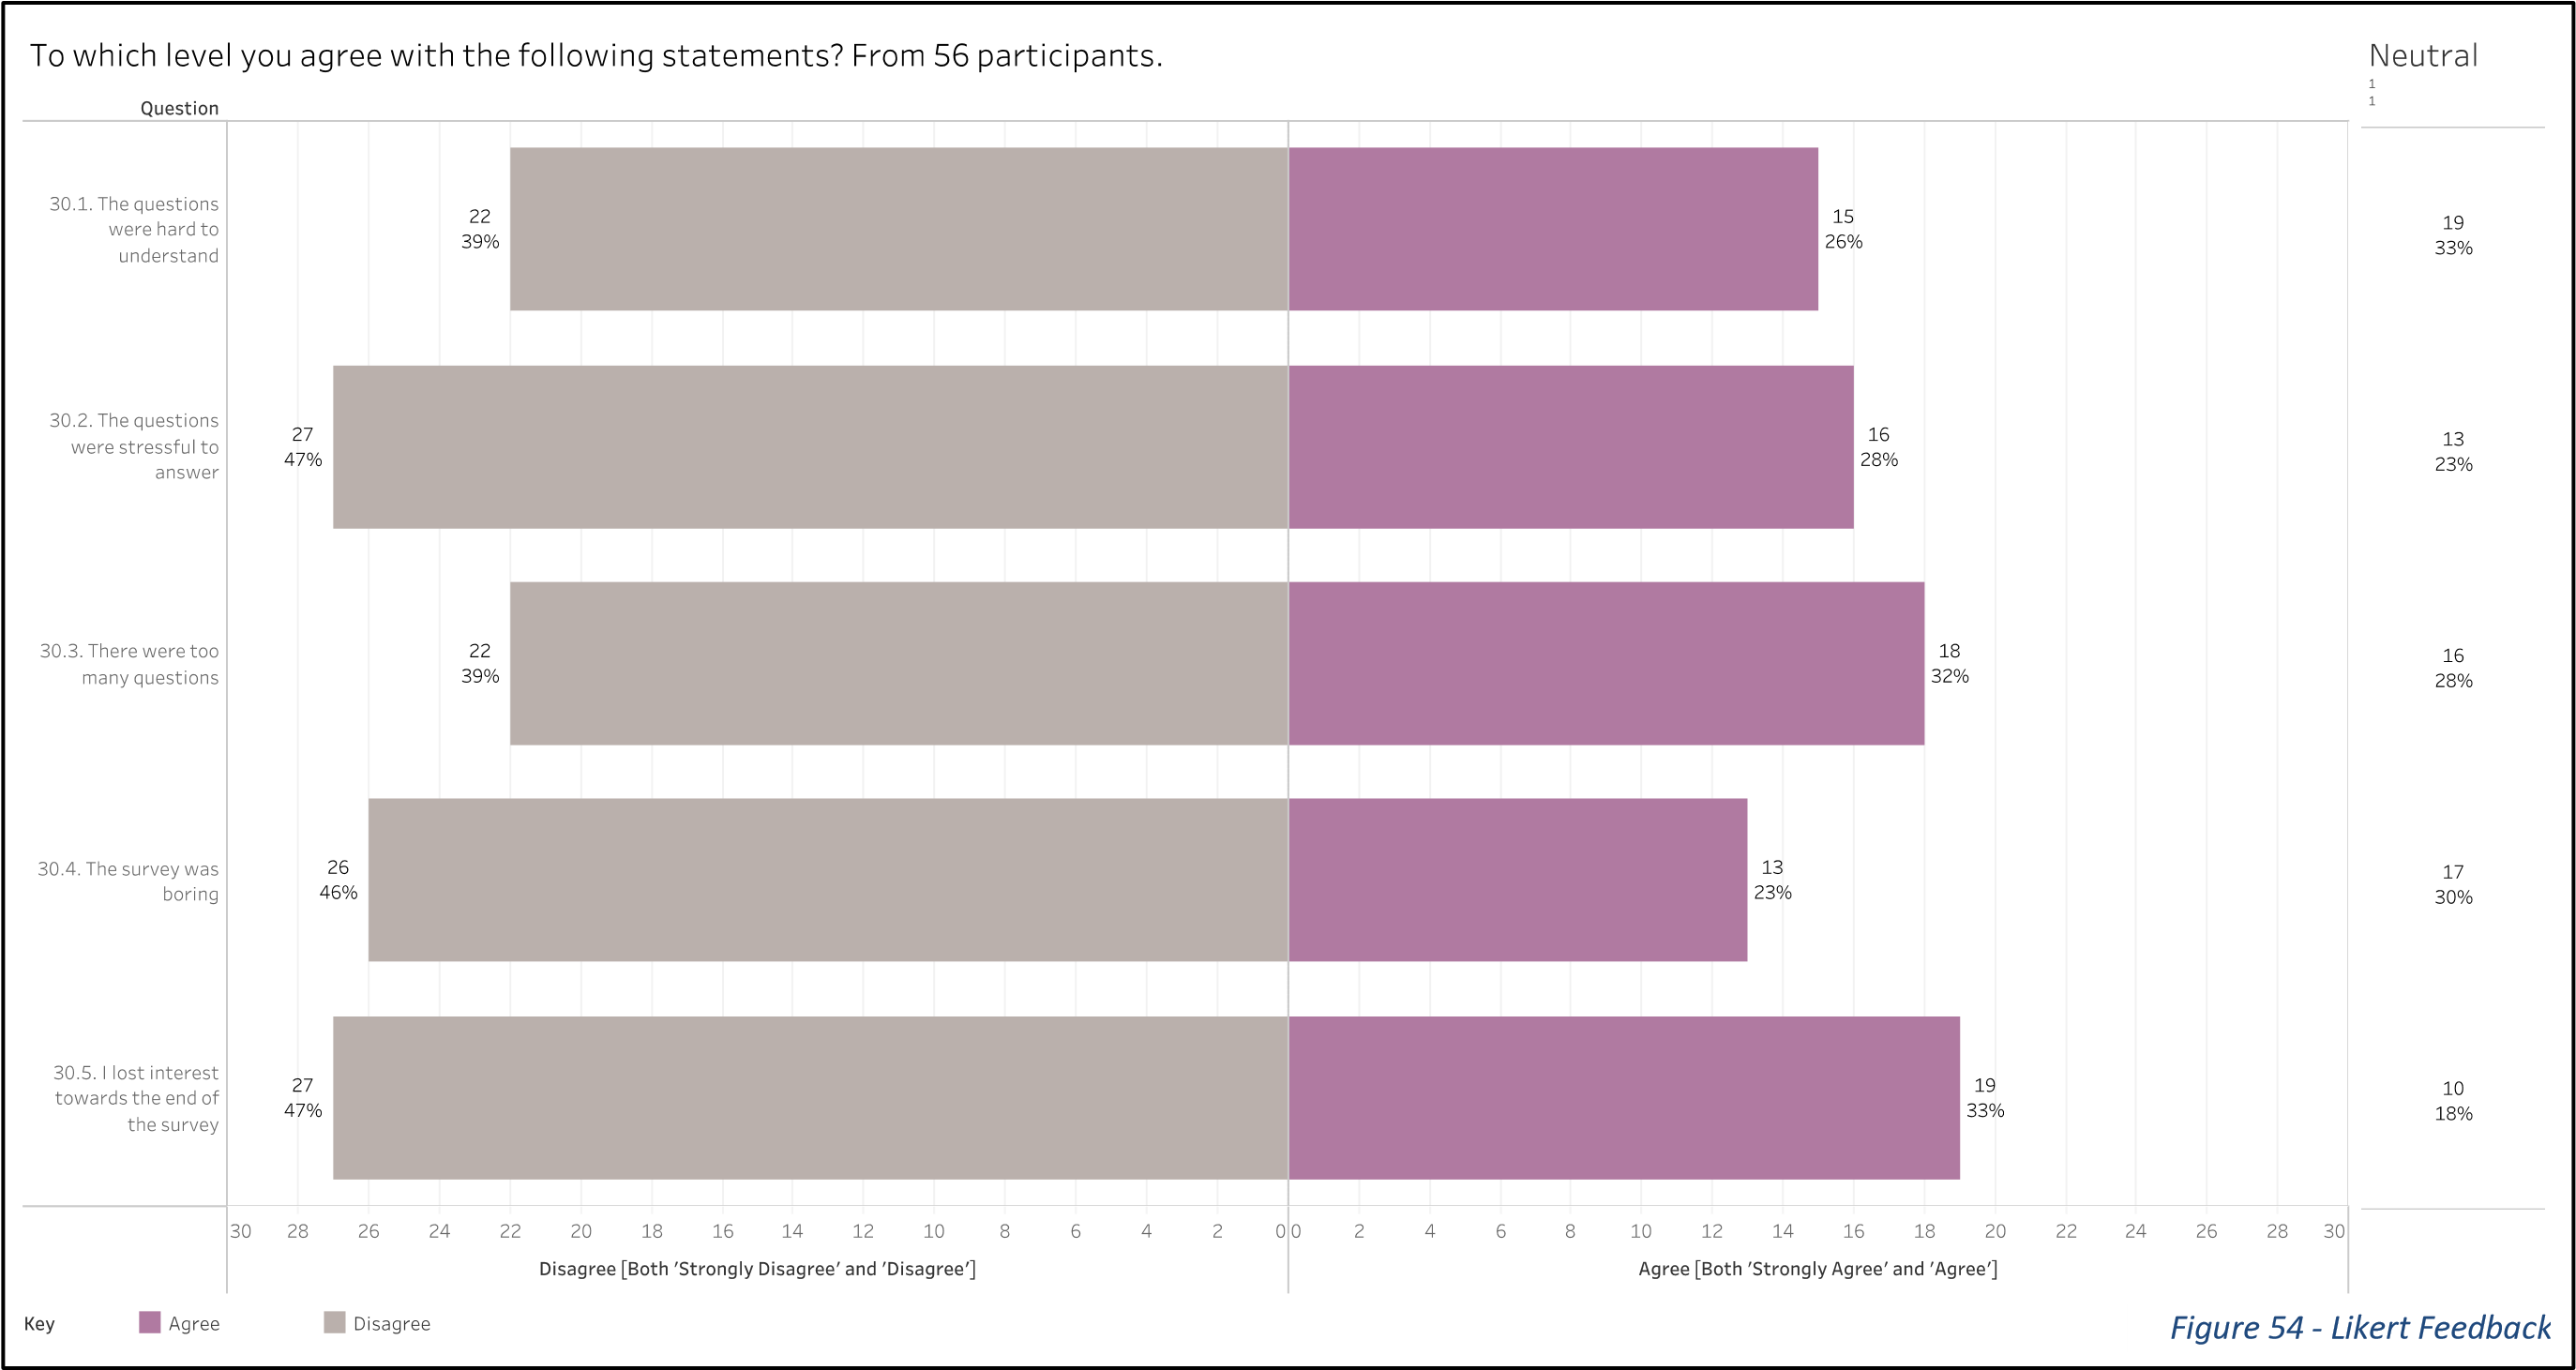 To which level you agree with the following statements? From 56 participants.
Neutral
1
1
Question
30.1. The questions
were hard to
understand
22
39%
15
26%
19
33%
30.2. The questions
were stressful to
answer
27
47%
16
28%
13
23%
30.3. There were too
many questions
22
39%
18
32%
16
28%
30.4. The survey was
boring
26
46%
13
23%
17
30%
30.5. I lost interest
towards the end of
the survey
27
47%
19
33%
10
18%
30 28 26 24 22 20 18 16 14 12 10 8 6 4 2 0 0 2 4 6 8 10 12 14 16 18 20 22 24 26 28 30
Disagree [Both 'Strongly Disagree' and 'Disagree'] Agree [Both 'Strongly Agree' and 'Agree']
Key Agree Disagree
Figure 54 - Likert Feedback